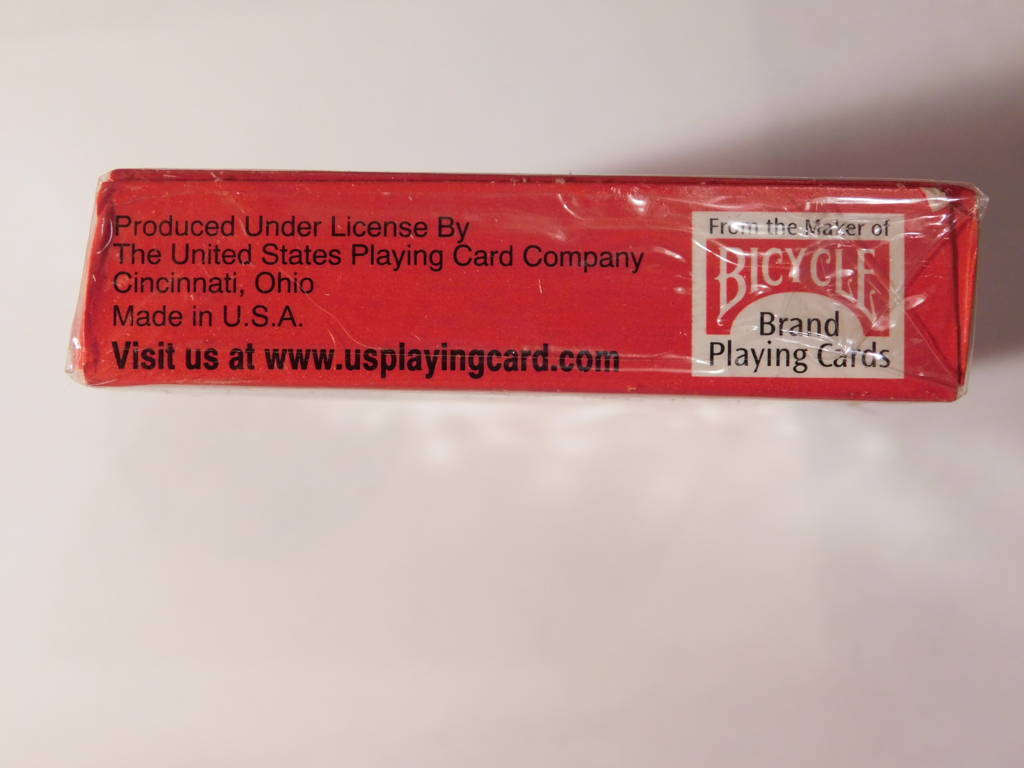 Produced Under License By
The United States Playing Card Company
Cincinnati, Ohio
Made in U.S.A.
Visit us at www.usplayingcard.com
From the Maker of
BICYCLE
Brand
Playing Cards